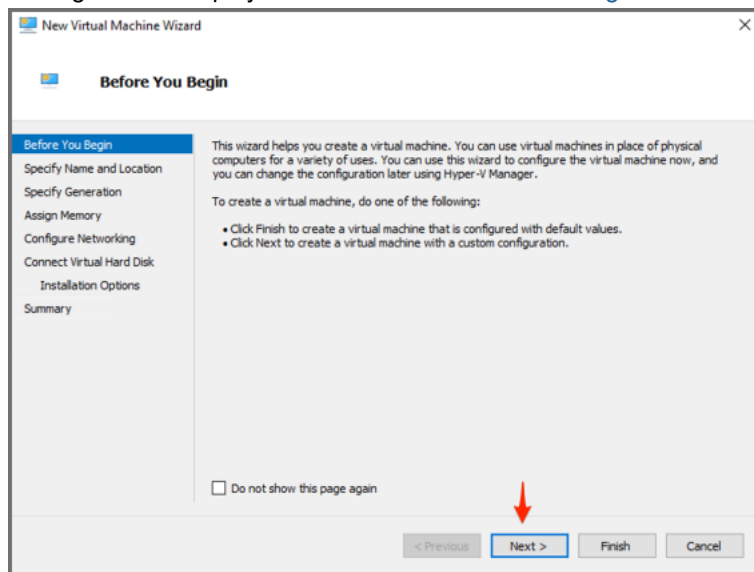 New Virtual Machine Wizard
Before You Begin
Before You Begin
Specify Name and Location
Specify Generation
Assign Memory
Configure Networking
Connect Virtual Hard Disk
Installation Options
Summary
This wizard helps you create a virtual machine. You can use virtual machines in place of physical
computers for a variety of uses. You can use this wizard to configure the virtual machine now, and
you can change the configuration later using Hyper-V Manager.
To create a virtual machine, do one of the following:
• Click Finish to create a virtual machine that is configured with default values.
• Click Next to create a virtual machine with a custom configuration.
Do not show this page again
< Previous
Next >
Finish
Cancel